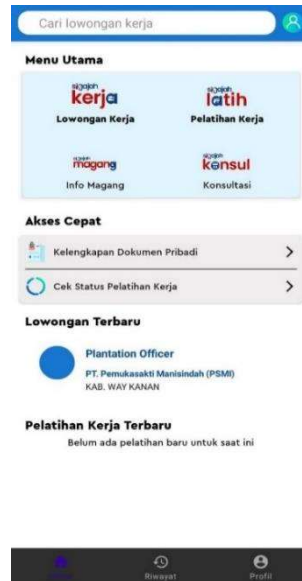 Cari lowongan kerja
Menu Utama
sigajah
kerja
Lowongan Kerja
sigajah
latih
Pelatihan Kerja
sigajah
magang
Info Magang
sigajah
konsul
Konsultasi
Akses Cepat
Kelengkapan Dokumen Pribadi
Cek Status Pelatihan Kerja
Lowongan Terbaru
Plantation Officer
PT. Pemukasakti Manisindah (PSMI)
KAB. WAY KANAN
Pelatihan Kerja Terbaru
Belum ada pelatihan baru untuk saat ini
Riwayat
Profil